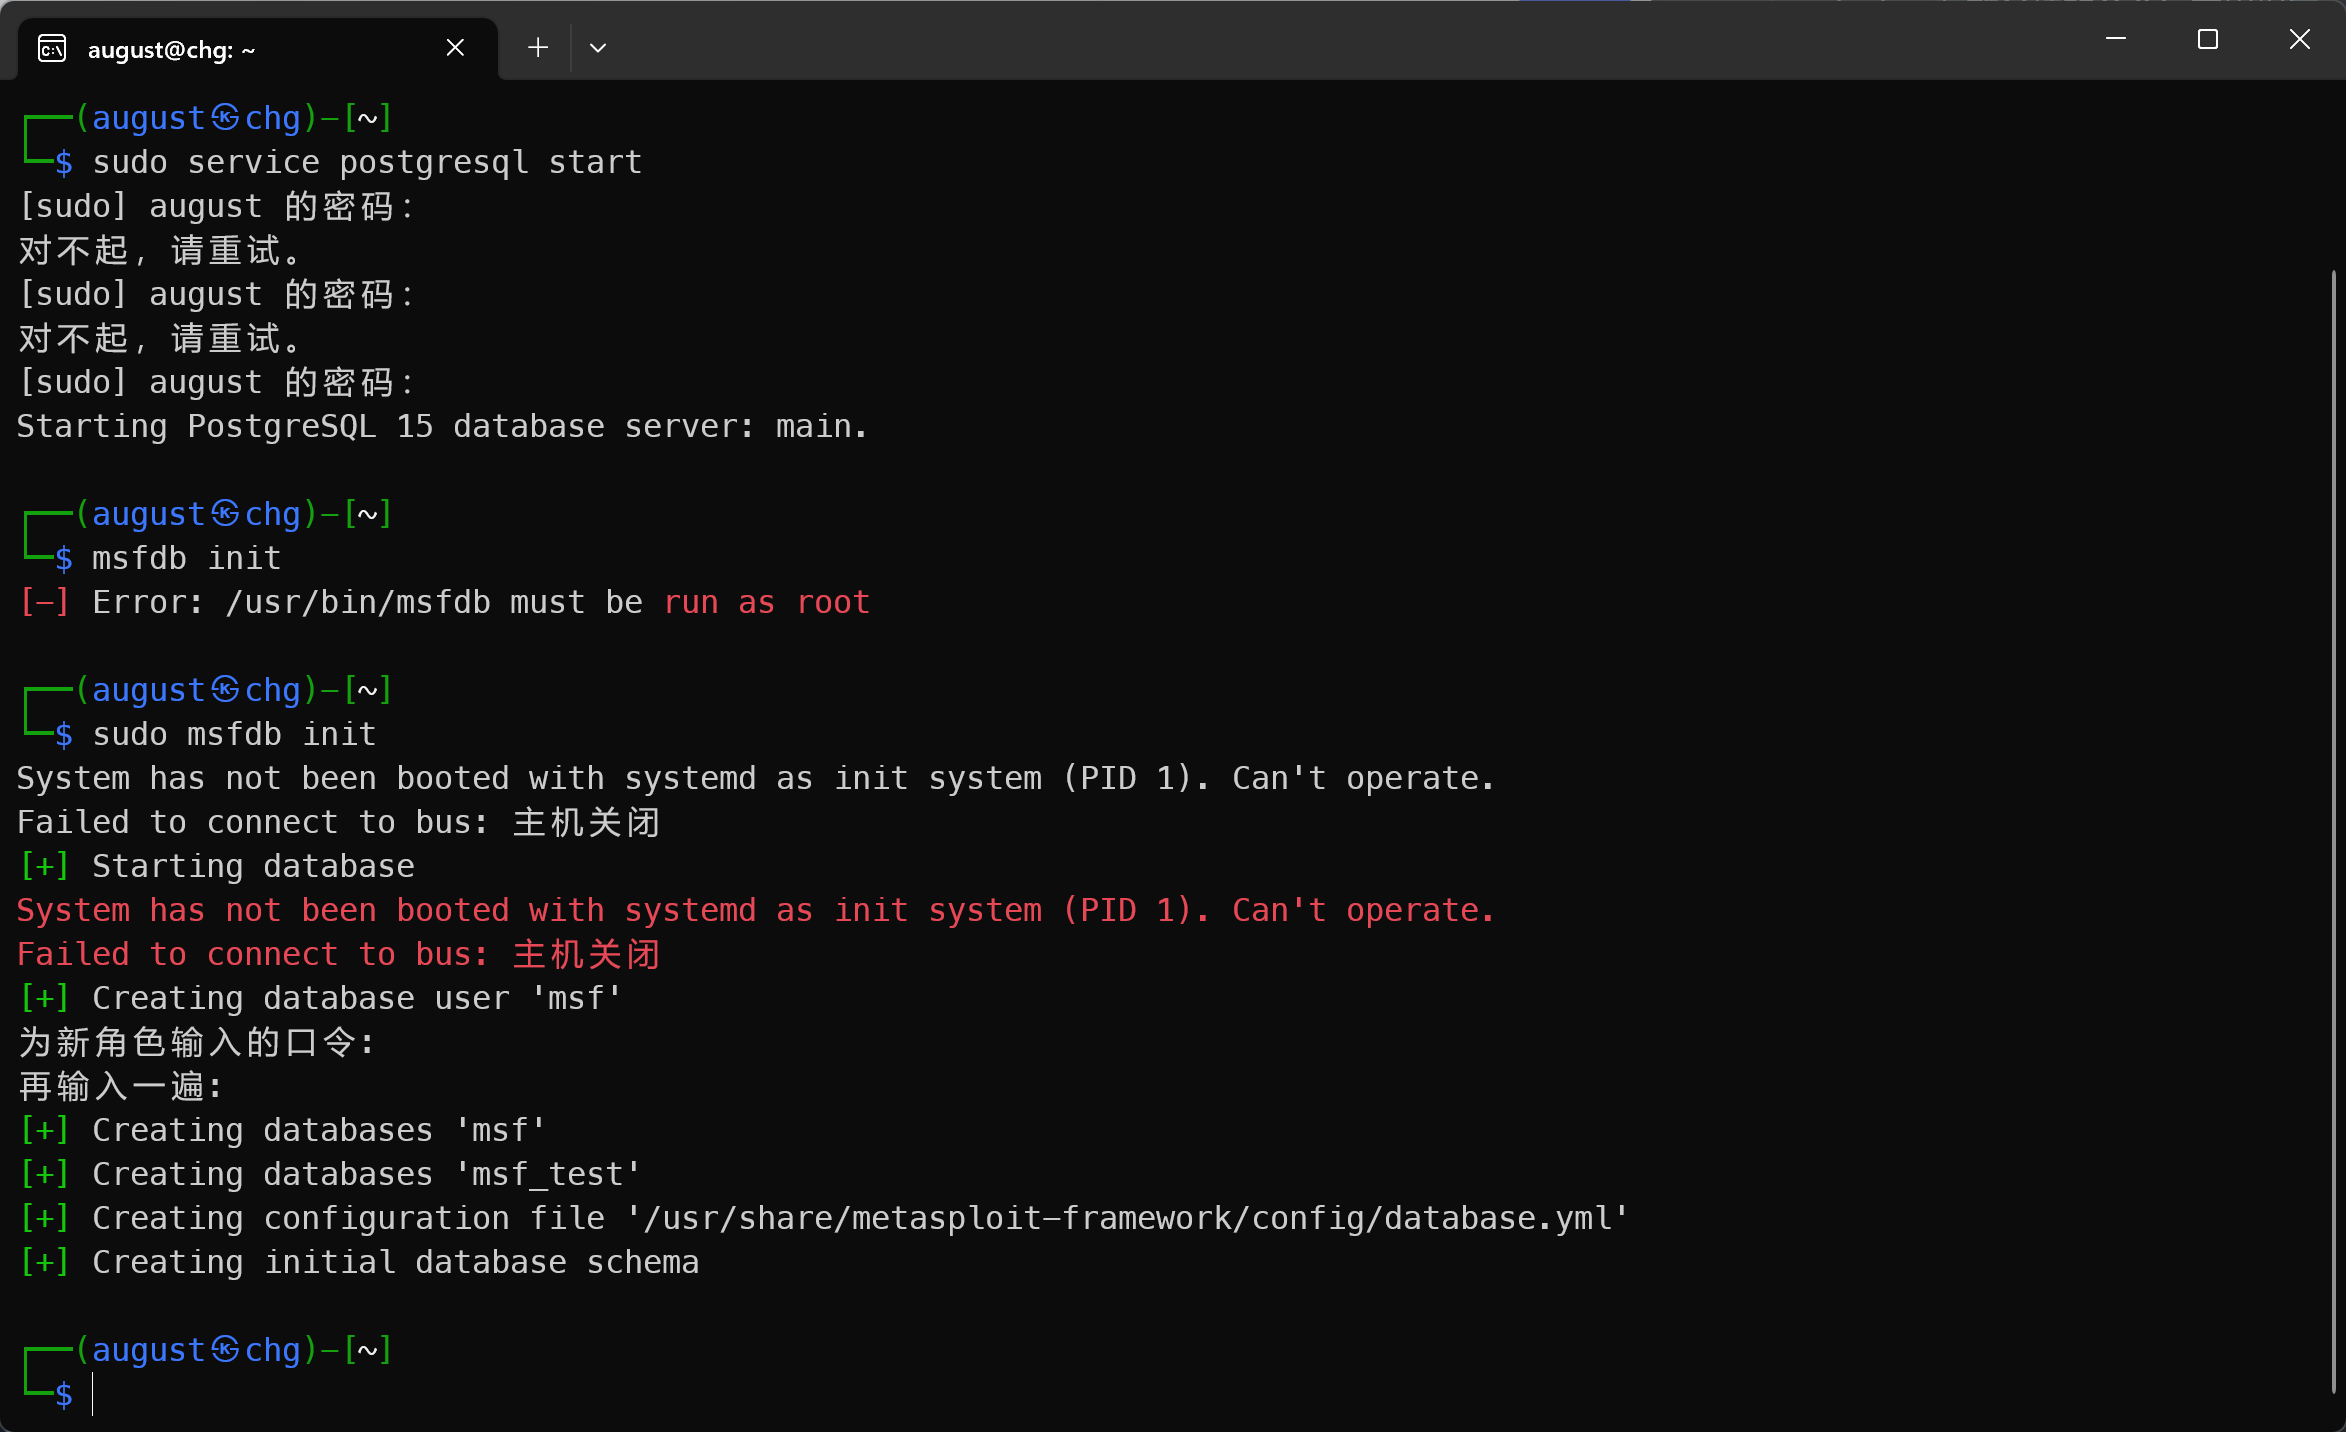 august@chg: ~
┌──(august㉿chg)-[~]
└─$ sudo service postgresql start
[sudo] august 的密码：
对不起，请重试。
[sudo] august 的密码：
对不起，请重试。
[sudo] august 的密码：
Starting PostgreSQL 15 database server: main.
┌──(august㉿chg)-[~]
└─$ msfdb init
[-] Error: /usr/bin/msfdb must be run as root
┌──(august㉿chg)-[~]
└─$ sudo msfdb init
System has not been booted with systemd as init system (PID 1). Can't operate.
Failed to connect to bus: 主机关闭
[+] Starting database
System has not been booted with systemd as init system (PID 1). Can't operate.
Failed to connect to bus: 主机关闭
[+] Creating database user 'msf'
为新角色输入的口令:
再输入一遍:
[+] Creating databases 'msf'
[+] Creating databases 'msf_test'
[+] Creating configuration file '/usr/share/metasploit-framework/config/database.yml'
[+] Creating initial database schema
┌──(august㉿chg)-[~]
└─$